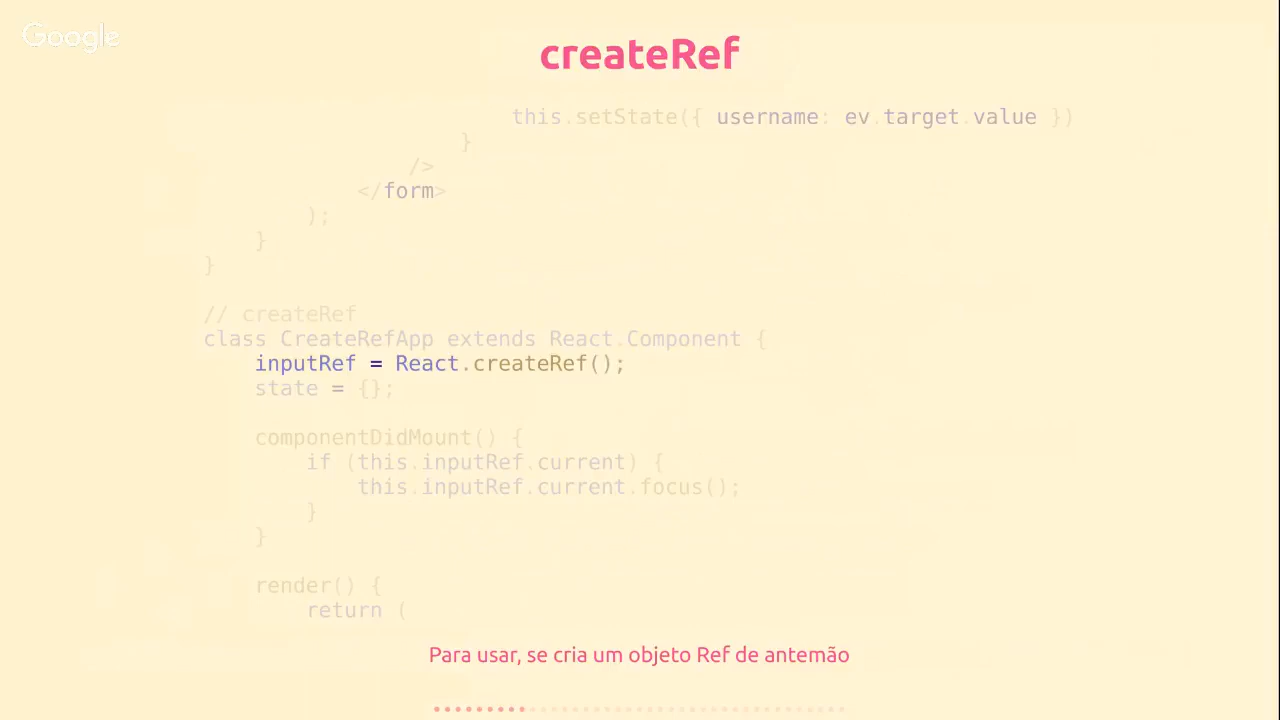 Google
createRef
this.setState({ username: ev.target.value })
}
/>
</form>
);
}
}
// createRef
class CreateRefApp extends React.Component {
inputRef = React.createRef();
state = {};
componentDidMount() {
if (this.inputRef.current) {
this.inputRef.current.focus();
}
}
render() {
return (
Para usar, se cria um objeto Ref de antemão